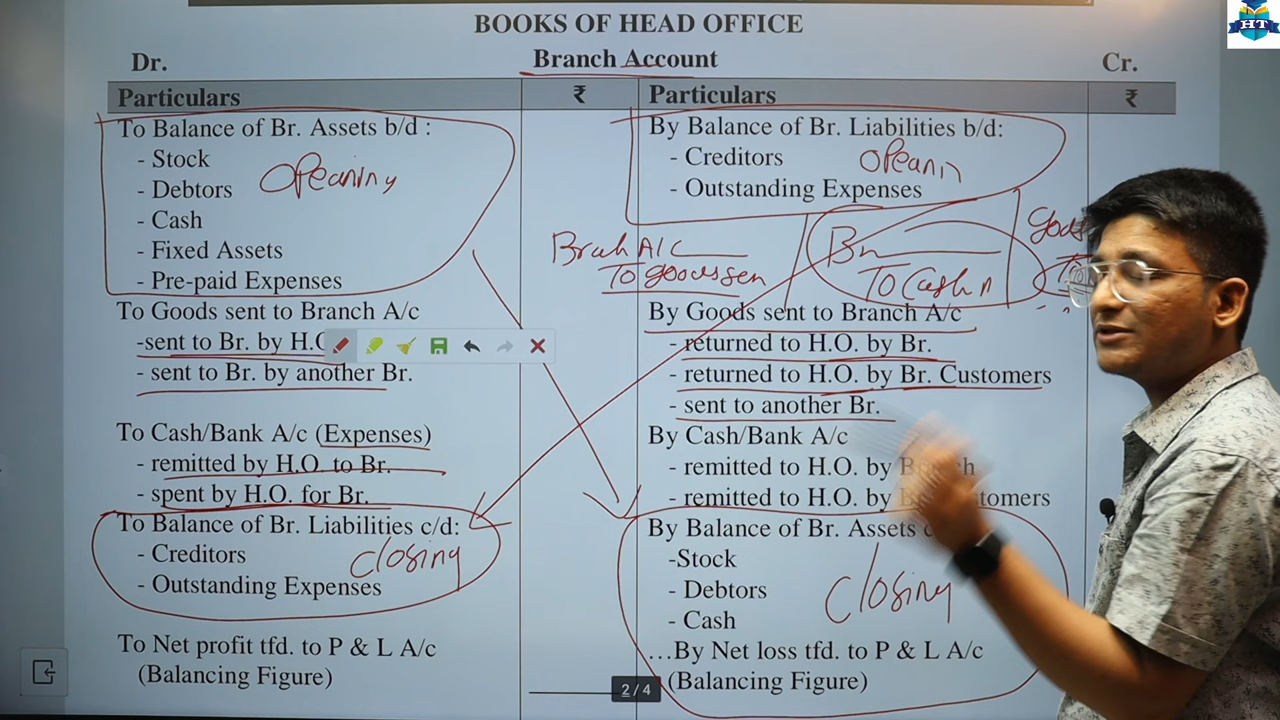 HT
BOOKS OF HEAD OFFICE
Dr.
Branch Account
Cr.
Particulars
₹
Particulars
₹
To Balance of Br. Assets b/d :
- Stock
- Debtors
- Cash
- Fixed Assets
- Pre-paid Expenses
Opeaning
To Goods sent to Branch A/c
-sent to Br. by H.O
- sent to Br. by another Br.
To Cash/Bank A/c (Expenses)
- remitted by H.O. to Br.
- spent by H.O. for Br.
To Balance of Br. Liabilities c/d:
- Creditors
- Outstanding Expenses
closing
To Net profit tfd. to P & L A/c
(Balancing Figure)
By Balance of Br. Liabilities b/d:
- Creditors
- Outstanding Expenses
A/C
Br
To Cash
By Goods sent to Branch A/c
- returned to H.O. by Br.
- returned to H.O. by Br. Customers
- sent to another Br.
By Cash/Bank A/c
- remitted to H.O. by
- remitted to H.O. by
By Balance of Br. Assets
-Stock
- Debtors
- Cash
closing
…By Net loss tfd. to P & L A/c
(Balancing Figure)
2 / 4